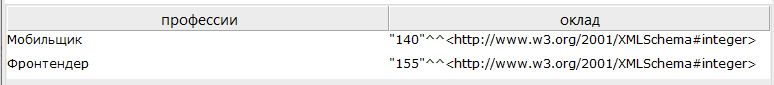 профессии оклад
Мобильщик "140"^^<http://www.w3.org/2001/XMLSchema#integer>
Фронтендер "155"^^<http://www.w3.org/2001/XMLSchema#integer>